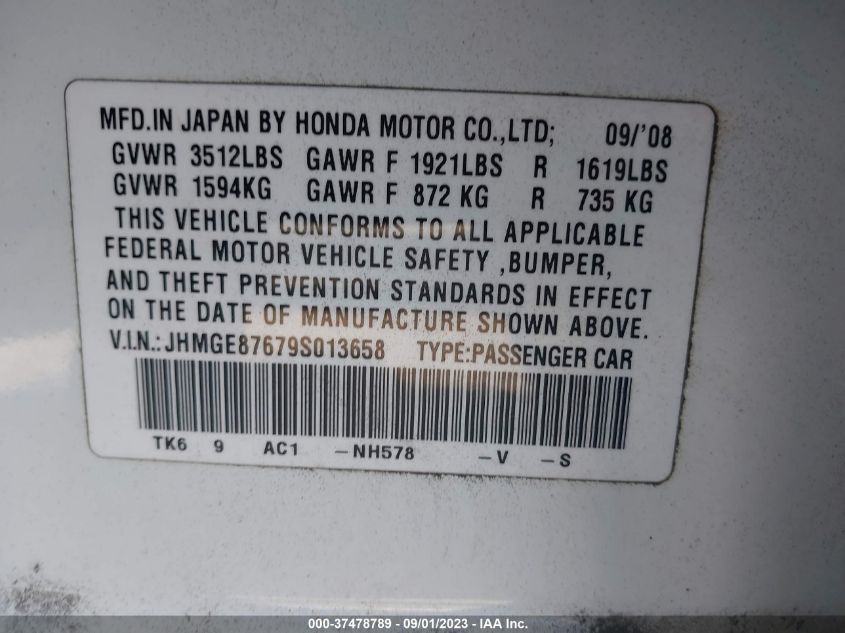 MFD.IN JAPAN BY HONDA MOTOR CO.,LTD; 09/'08
GVWR 3512LBS GAWR F 1921LBS R 1619LBS
GVWR 1594KG GAWR F 872 KG R 735 KG
THIS VEHICLE CONFORMS TO ALL APPLICABLE
FEDERAL MOTOR VEHICLE SAFETY ,BUMPER,
AND THEFT PREVENTION STANDARDS IN EFFECT
ON THE DATE OF MANUFACTURE SHOWN ABOVE.
V.I.N.:JHMGE87679S013658 TYPE:PASSENGER CAR
TK6 9 AC1 –NH578 –V –S
000-37478789 - 09/01/2023 - IAA Inc.